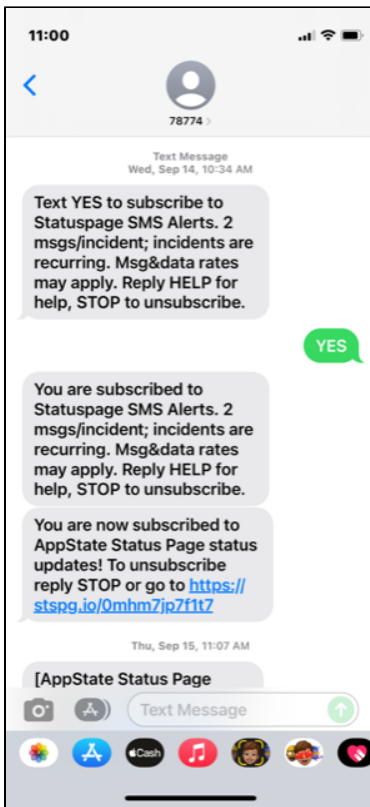 11:00
78774 >
Text Message
Wed, Sep 14, 10:34 AM
Text YES to subscribe to
Statuspage SMS Alerts. 2
msgs/incident; incidents are
recurring. Msg&data rates
may apply. Reply HELP for
help, STOP to unsubscribe.
YES
You are subscribed to
Statuspage SMS Alerts. 2
msgs/incident; incidents are
recurring. Msg&data rates
may apply. Reply HELP for
help, STOP to unsubscribe.
You are now subscribed to
AppState Status Page status
updates! To unsubscribe
reply STOP or go to https://
stspg.io/0mhm7jp7f1t7
Thu, Sep 15, 11:07 AM
[AppState Status Page
Text Message
Cash